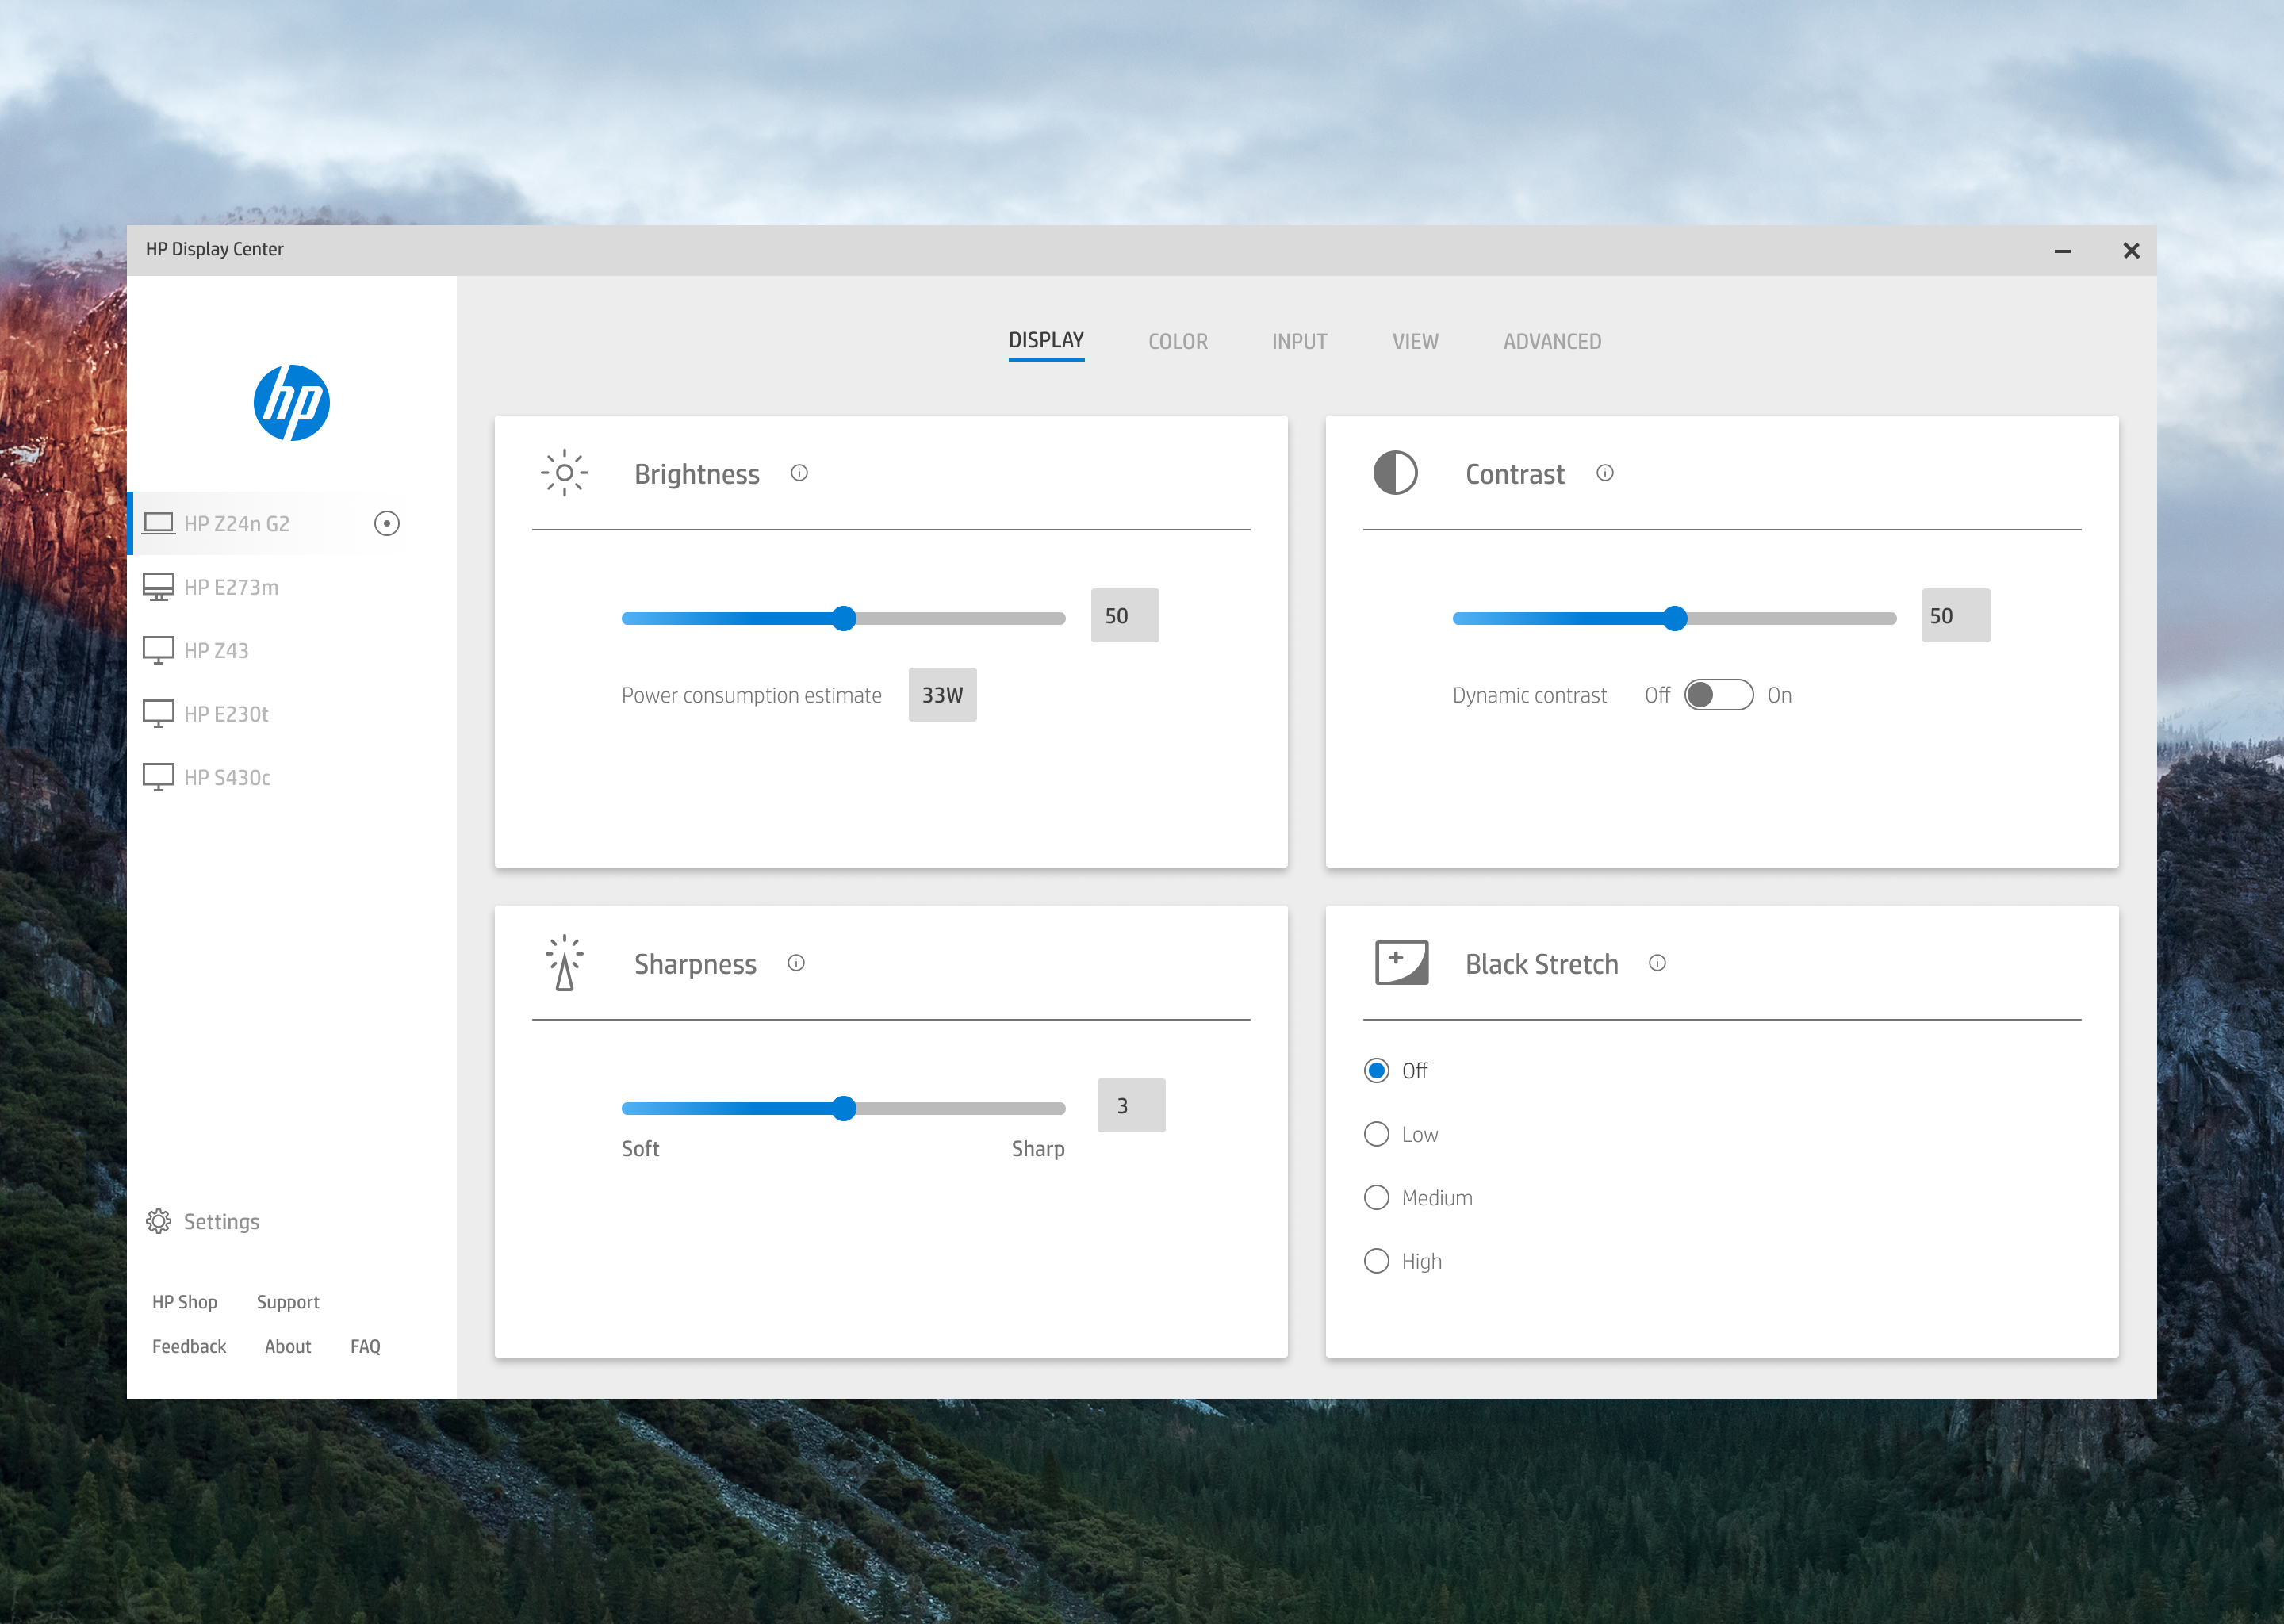 HP Display Center
hp
HP Z24n G2
HP E273m
HP Z43
HP E230t
HP S430c
Settings
HP Shop Support
Feedback About FAQ
DISPLAY COLOR INPUT VIEW ADVANCED
Brightness
50
Power consumption estimate 33W
Contrast
50
Dynamic contrast Off On
Sharpness
3
Soft Sharp
Black Stretch
Off
Low
Medium
High